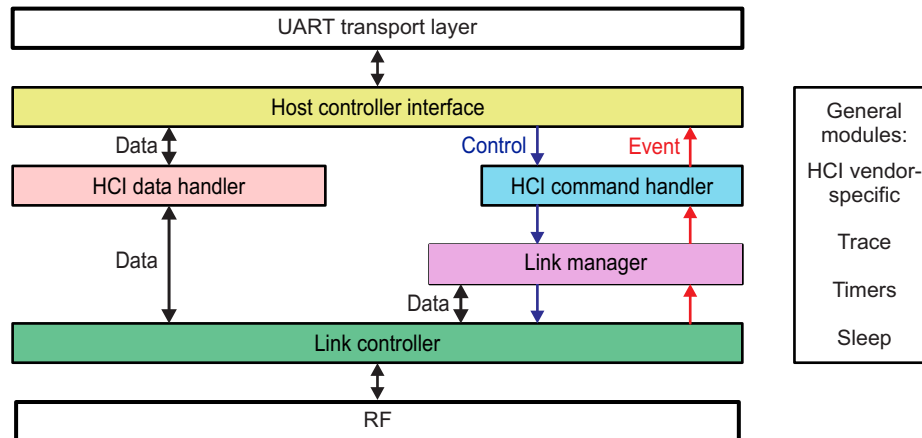 UART transport layer
Host controller interface
Data
Control
Event
HCI data handler
HCI command handler
Data
Link manager
Data
Link controller
RF
General
modules:
HCI vendor-
specific
Trace
Timers
Sleep